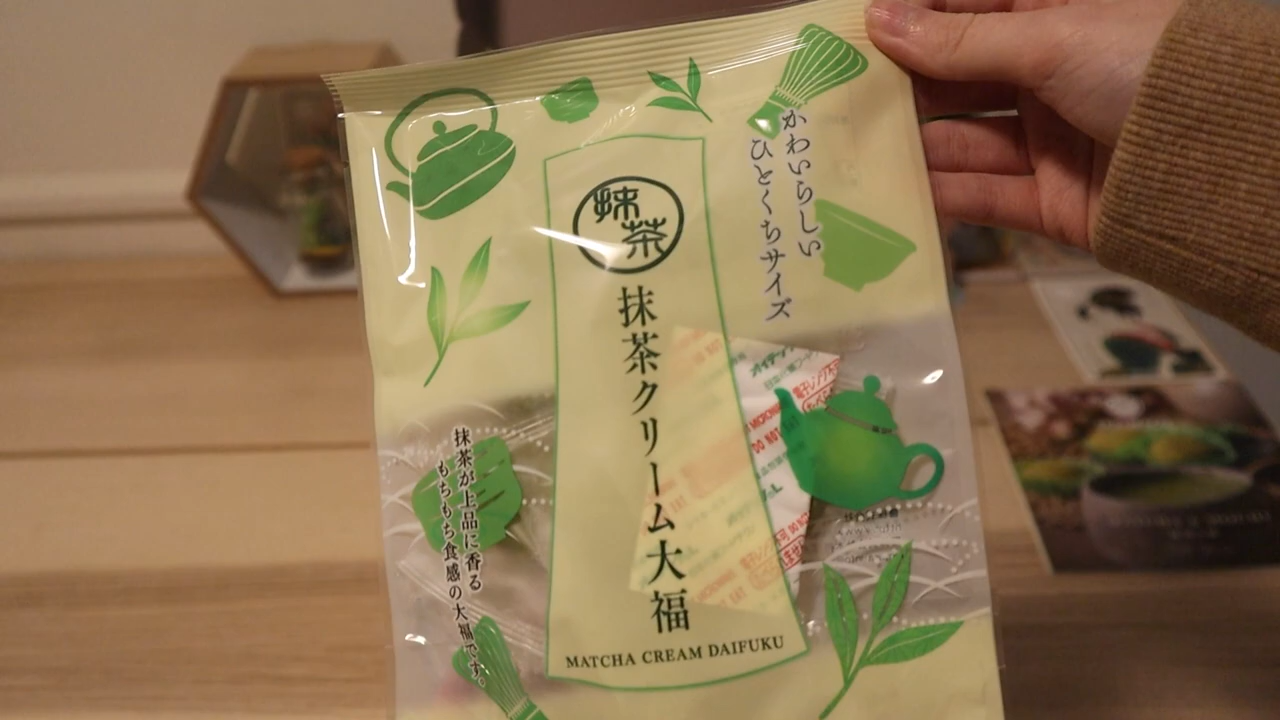 かわいらしい
ひとくちサイズ
抹茶
抹茶クリーム大福
MATCHA CREAM DAIFUKU
抹茶が上品に香る
もちもち食感の大福です。
DO NOT